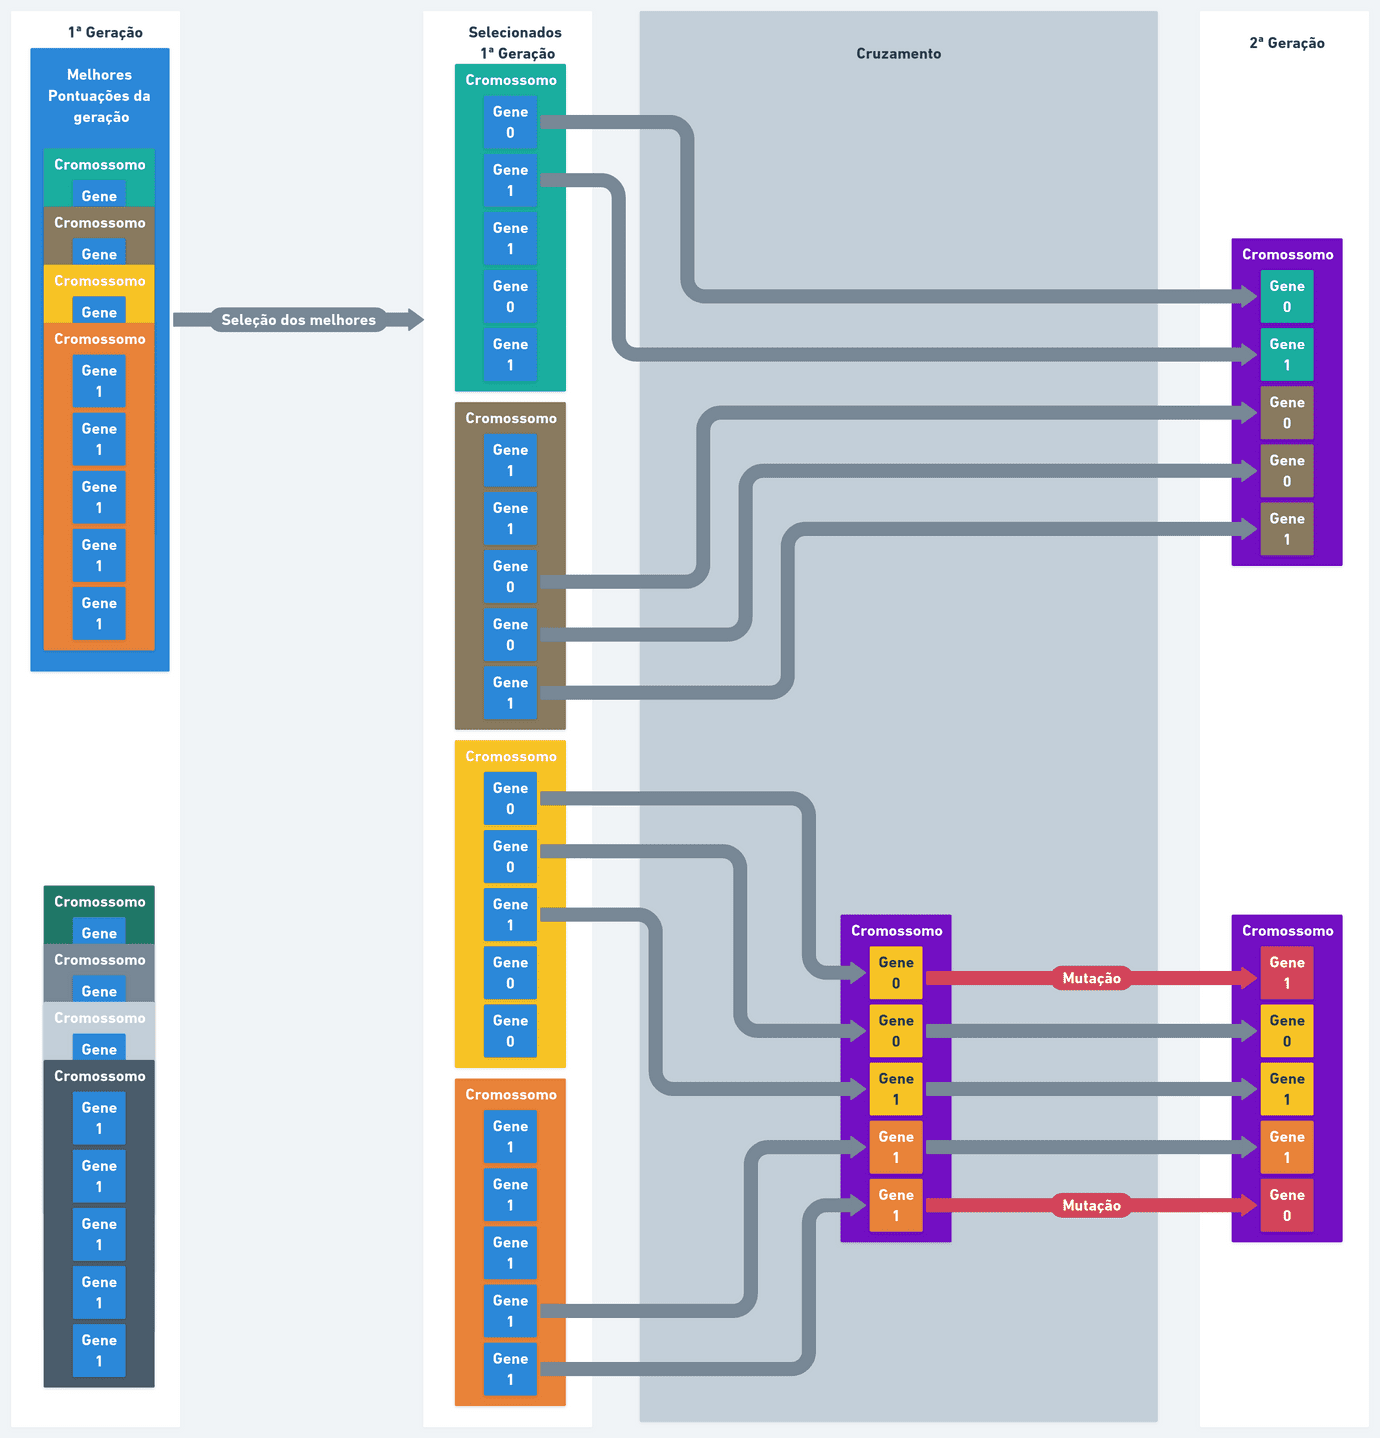 1ª Geração
Melhores
Pontuações da
geração
Cromossomo
Gene
Cromossomo
Gene
Cromossomo
Gene
Cromossomo
Gene
1
Gene
1
Gene
1
Gene
1
Gene
1
Cromossomo
Gene
Cromossomo
Gene
Cromossomo
Gene
Cromossomo
Gene
1
Gene
1
Gene
1
Gene
1
Gene
1
Seleção dos melhores
Selecionados
1ª Geração
Cromossomo
Gene
0
Gene
1
Gene
1
Gene
0
Gene
1
Cromossomo
Gene
1
Gene
1
Gene
0
Gene
0
Gene
1
Cromossomo
Gene
0
Gene
0
Gene
1
Gene
0
Gene
0
Cromossomo
Gene
1
Gene
1
Gene
1
Gene
1
Gene
1
Cruzamento
Cromossomo
Gene
0
Gene
0
Gene
1
Gene
1
Gene
1
Mutação
Mutação
2ª Geração
Cromossomo
Gene
0
Gene
1
Gene
0
Gene
0
Gene
1
Cromossomo
Gene
1
Gene
0
Gene
1
Gene
1
Gene
0